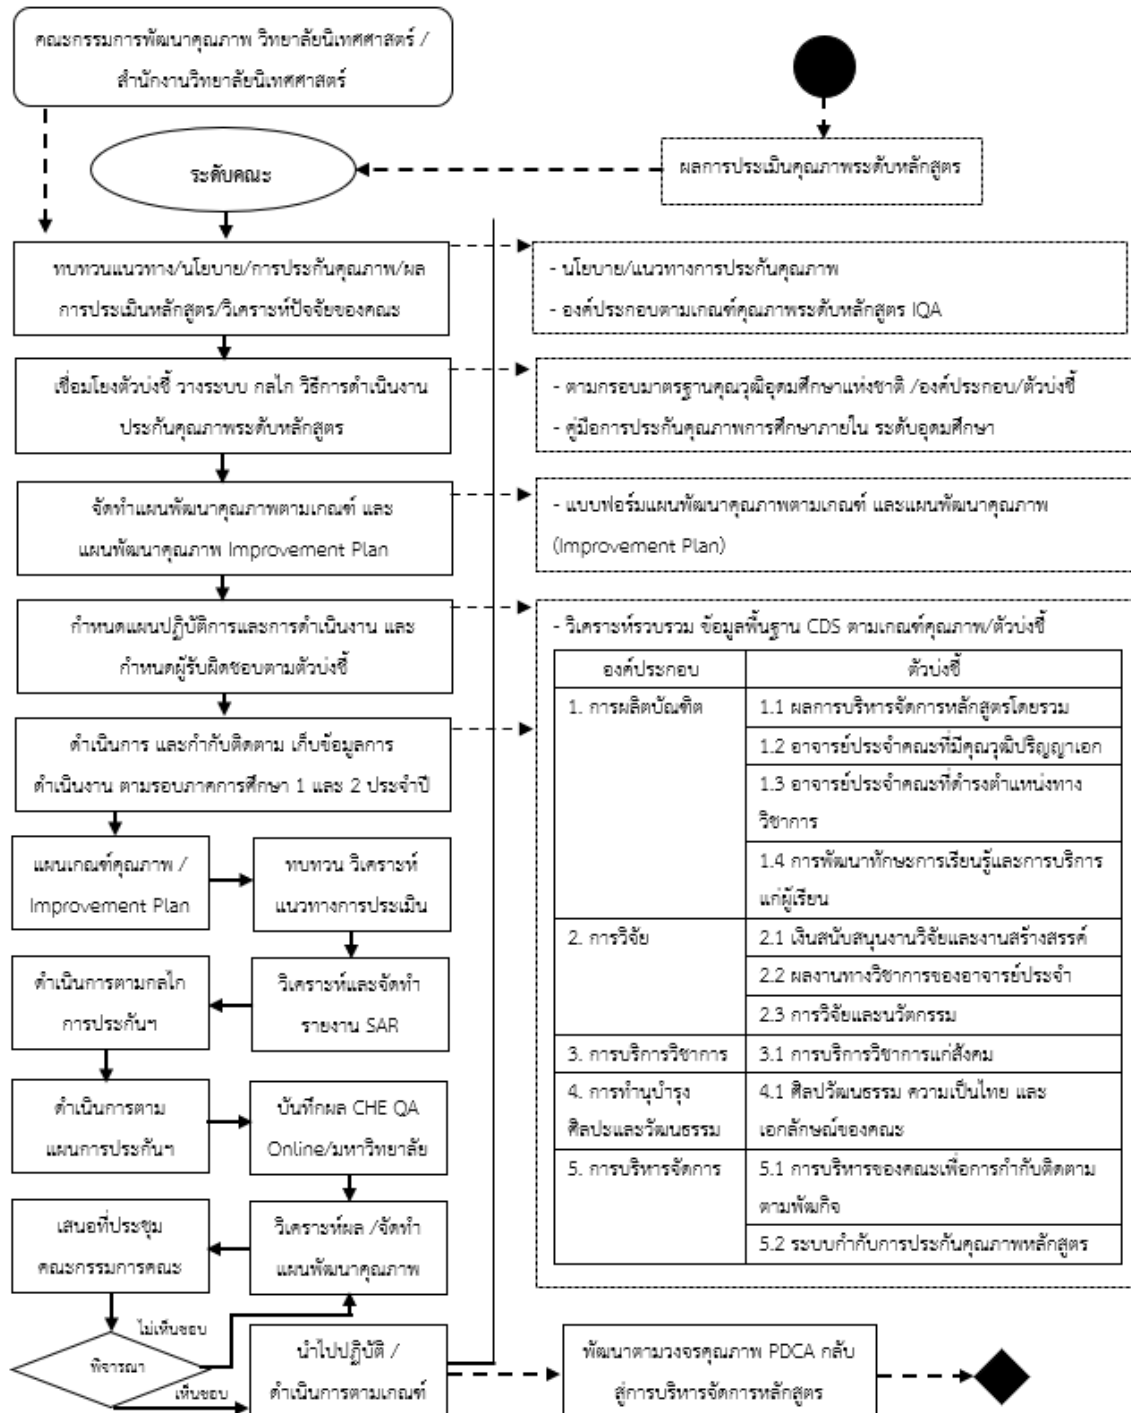 คณะกรรมการพัฒนาคุณภาพ วิทยาลัยนิเทศศาสตร์ /
สำนักงานวิทยาลัยนิเทศศาสตร์
ระดับคณะ
ผลการประเมินคุณภาพระดับหลักสูตร
ทบทวนแนวทาง/นโยบาย/การประกันคุณภาพ/ผล
การประเมินหลักสูตร/วิเคราะห์ปัจจัยของคณะ
- นโยบาย/แนวทางการประกันคุณภาพ
- องค์ประกอบตามเกณฑ์คุณภาพระดับหลักสูตร IQA
เชื่อมโยงตัวบ่งชี้ วางระบบ กลไก วิธีการดำเนินงาน
ประกันคุณภาพระดับหลักสูตร
- ตามกรอบมาตรฐานคุณวุฒิอุดมศึกษาแห่งชาติ /องค์ประกอบ/ตัวบ่งชี้
- คู่มือการประกันคุณภาพการศึกษาภายใน ระดับอุดมศึกษา
จัดทำแผนพัฒนาคุณภาพตามเกณฑ์ และ
แผนพัฒนาคุณภาพ Improvement Plan
- แบบฟอร์มแผนพัฒนาคุณภาพตามเกณฑ์ และแผนพัฒนาคุณภาพ
(Improvement Plan)
กำหนดแผนปฏิบัติการและการดำเนินงาน และ
กำหนดผู้รับผิดชอบตามตัวบ่งชี้
ดำเนินการ และกำกับติดตาม เก็บข้อมูลการ
ดำเนินงาน ตามรอบภาคการศึกษา 1 และ 2 ประจำปี
- วิเคราะห์รวบรวม ข้อมูลพื้นฐาน CDS ตามเกณฑ์คุณภาพ/ตัวบ่งชี้
องค์ประกอบ
ตัวบ่งชี้
1. การผลิตบัณฑิต
1.1 ผลการบริหารจัดการหลักสูตรโดยรวม
1.2 อาจารย์ประจำคณะที่มีคุณวุฒิปริญญาเอก
1.3 อาจารย์ประจำคณะที่ดำรงตำแหน่งทาง
วิชาการ
1.4 การพัฒนาทักษะการเรียนรู้และการบริการ
แก่ผู้เรียน
2. การวิจัย
2.1 เงินสนับสนุนงานวิจัยและงานสร้างสรรค์
2.2 ผลงานทางวิชาการของอาจารย์ประจำ
2.3 การวิจัยและนวัตกรรม
3. การบริการวิชาการ
3.1 การบริการวิชาการแก่สังคม
4. การทำนุบำรุง
ศิลปะและวัฒนธรรม
4.1 ศิลปวัฒนธรรม ความเป็นไทย และ
เอกลักษณ์ของคณะ
5. การบริหารจัดการ
5.1 การบริหารของคณะเพื่อการกำกับติดตาม
ตามพันธกิจ
5.2 ระบบกำกับการประกันคุณภาพหลักสูตร
แผนเกณฑ์คุณภาพ /
Improvement Plan
ทบทวน วิเคราะห์
แนวทางการประเมิน
ดำเนินการตามกลไก
การประกันฯ
วิเคราะห์และจัดทำ
รายงาน SAR
ดำเนินการตาม
แผนการประกันฯ
บันทึกผล CHE QA
Online/มหาวิทยาลัย
เสนอที่ประชุม
คณะกรรมการคณะ
วิเคราะห์ผล /จัดทำ
แผนพัฒนาคุณภาพ
ไม่เห็นชอบ
พิจารณา
เห็นชอบ
นำไปปฏิบัติ /
ดำเนินการตามเกณฑ์
พัฒนาตามวงจรคุณภาพ PDCA กลับ
สู่การบริหารจัดการหลักสูตร